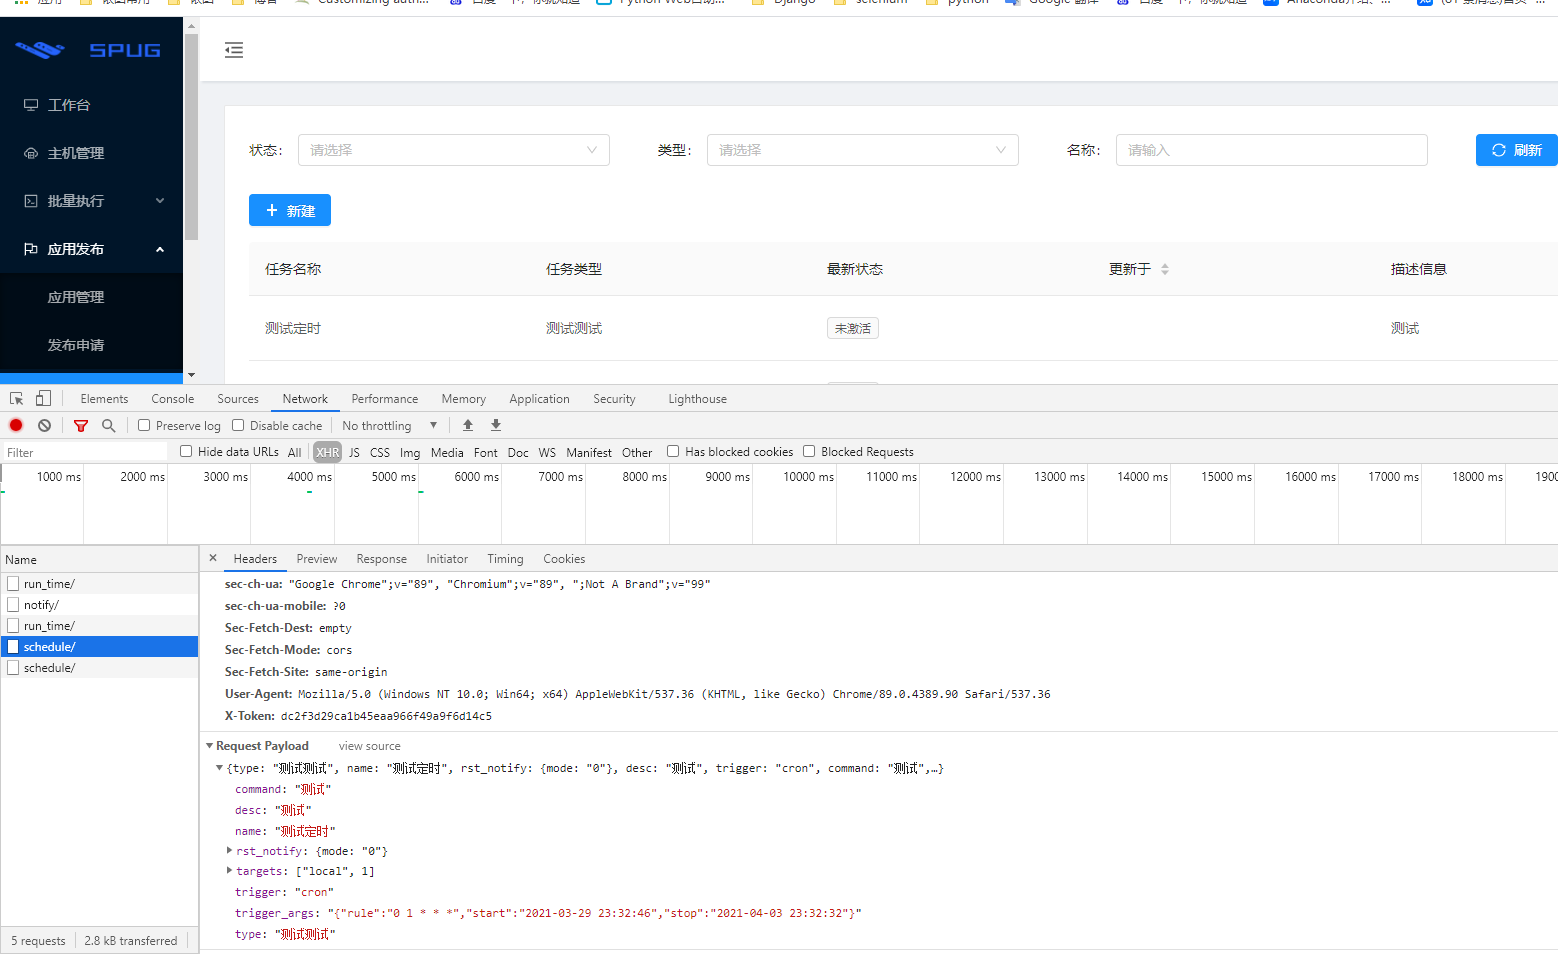 SPUG
工作台
主机管理
批量执行
应用发布
应用管理
发布申请
状态: 请选择 类型: 请选择 名称: 请输入 刷新
+ 新建
任务名称 任务类型 最新状态 更新于 描述信息
测试定时 测试测试 未激活 测试
Elements Console Sources Network Performance Memory Application Security Lighthouse
Preserve log Disable cache No throttling
Filter Hide data URLs All XHR JS CSS Img Media Font Doc WS Manifest Other Has blocked cookies Blocked Requests
1000 ms 2000 ms 3000 ms 4000 ms 5000 ms 6000 ms 7000 ms 8000 ms 9000 ms 10000 ms 11000 ms 12000 ms 13000 ms 14000 ms 15000 ms 16000 ms 17000 ms 18000 ms 1900
Name
run_time/
notify/
run_time/
schedule/
schedule/
5 requests 2.8 kB transferred
× Headers Preview Response Initiator Timing Cookies
sec-ch-ua: "Google Chrome";v="89", "Chromium";v="89", ";Not A Brand";v="99"
sec-ch-ua-mobile: ?0
Sec-Fetch-Dest: empty
Sec-Fetch-Mode: cors
Sec-Fetch-Site: same-origin
User-Agent: Mozilla/5.0 (Windows NT 10.0; Win64; x64) AppleWebKit/537.36 (KHTML, like Gecko) Chrome/89.0.4389.90 Safari/537.36
X-Token: dc2f3d29ca1b45eaa966f49a9f6d14c5
Request Payload view source
{type: "测试测试", name: "测试定时", rst_notify: {mode: "0"}, desc: "测试", trigger: "cron", command: "测试",…}
command: "测试"
desc: "测试"
name: "测试定时"
rst_notify: {mode: "0"}
targets: ["local", 1]
trigger: "cron"
trigger_args: "{"rule":"0 1 * * *","start":"2021-03-29 23:32:46","stop":"2021-04-03 23:32:32"}"
type: "测试测试"